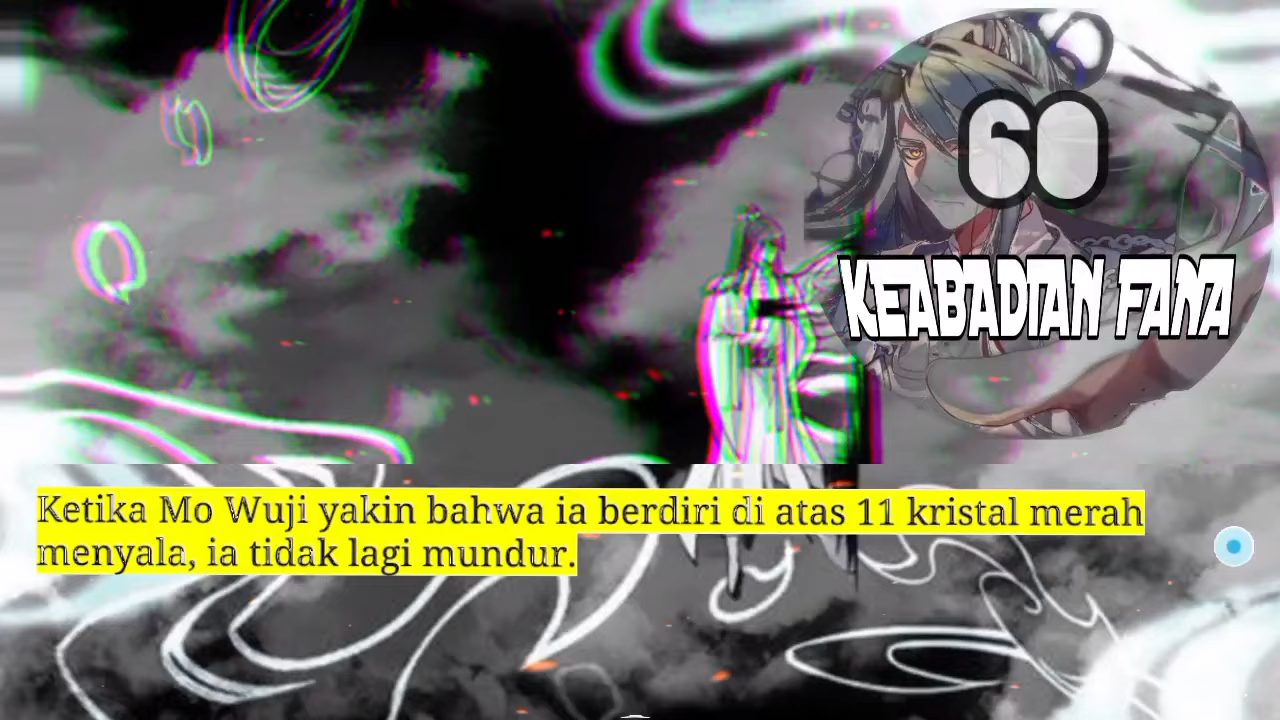 60
KEABADIAN FANA
Ketika Mo Wuji yakin bahwa ia berdiri di atas 11 kristal merah
menyala, ia tidak lagi mundur.